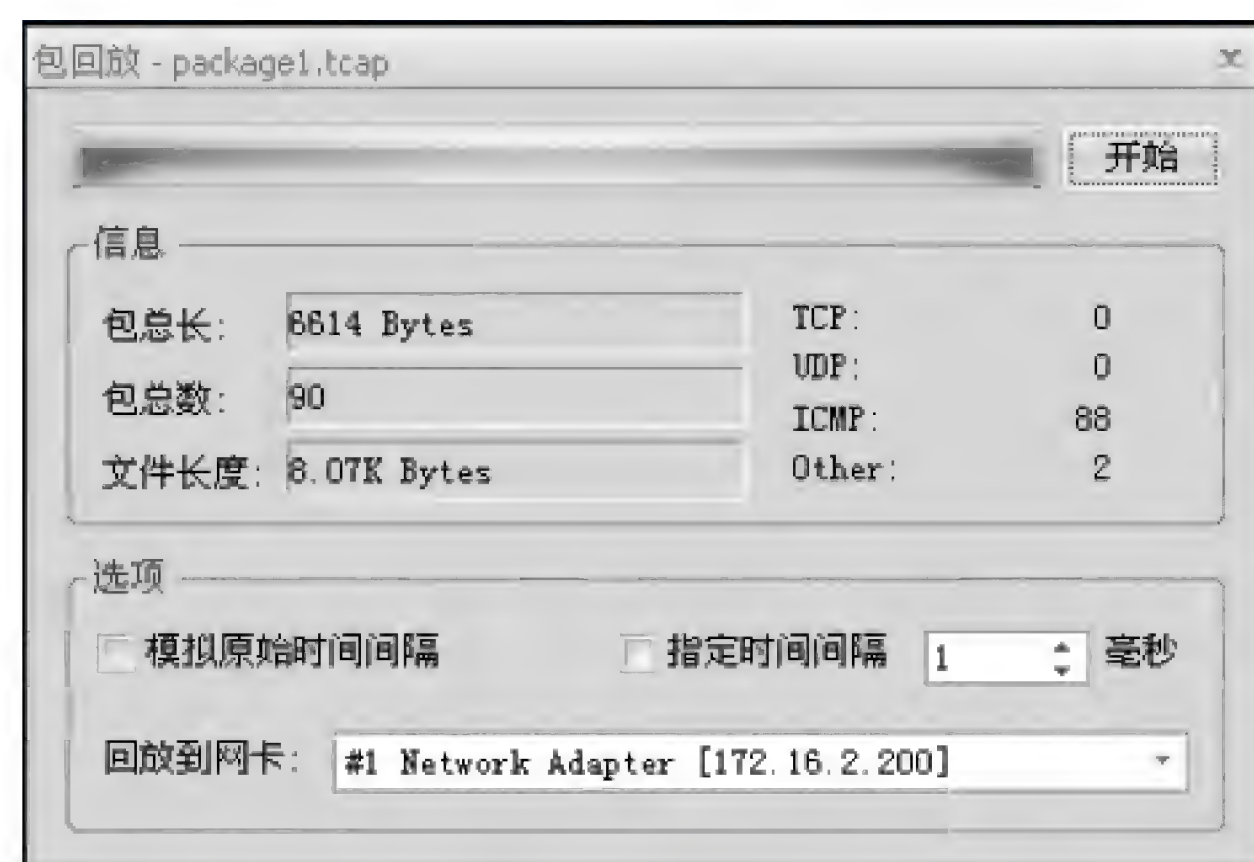 包回放 - package1.tcap
开始
信息
包总长: 6614 Bytes
TCP: 0
UDP: 0
包总数: 90
ICMP: 88
文件长度: 8.07K Bytes
Other: 2
选项
模拟原始时间间隔
指定时间间隔 1 毫秒
回放到网卡: #1 Network Adapter [172.16.2.200]